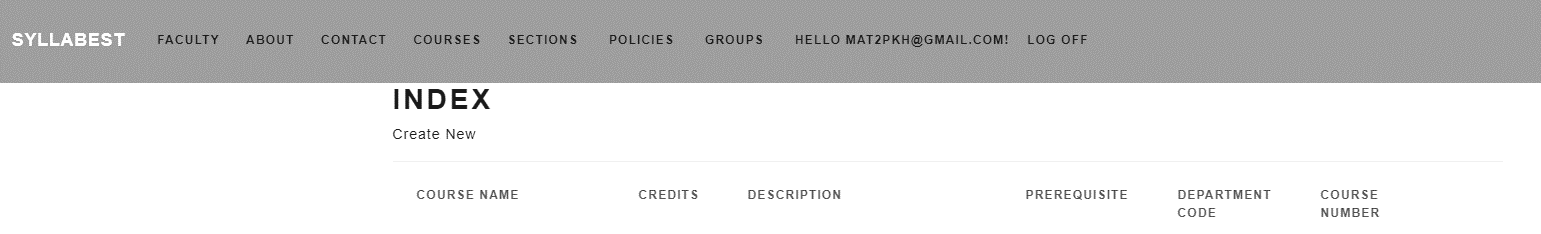 SYLLABEST FACULTY ABOUT CONTACT COURSES SECTIONS POLICIES GROUPS HELLO MAT2PKH@GMAIL.COM! LOG OFF
INDEX
Create New
COURSE NAME CREDITS DESCRIPTION PREREQUISITE DEPARTMENT CODE COURSE NUMBER